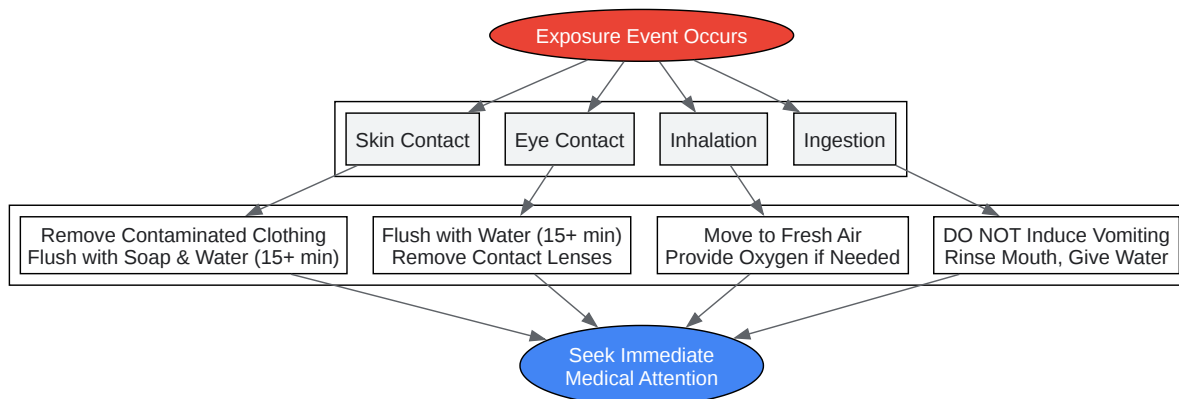 Exposure Event Occurs
Skin Contact
Eye Contact
Inhalation
Ingestion
Remove Contaminated Clothing
Flush with Soap & Water (15+ min)
Flush with Water (15+ min)
Remove Contact Lenses
Move to Fresh Air
Provide Oxygen if Needed
DO NOT Induce Vomiting
Rinse Mouth, Give Water
Seek Immediate
Medical Attention